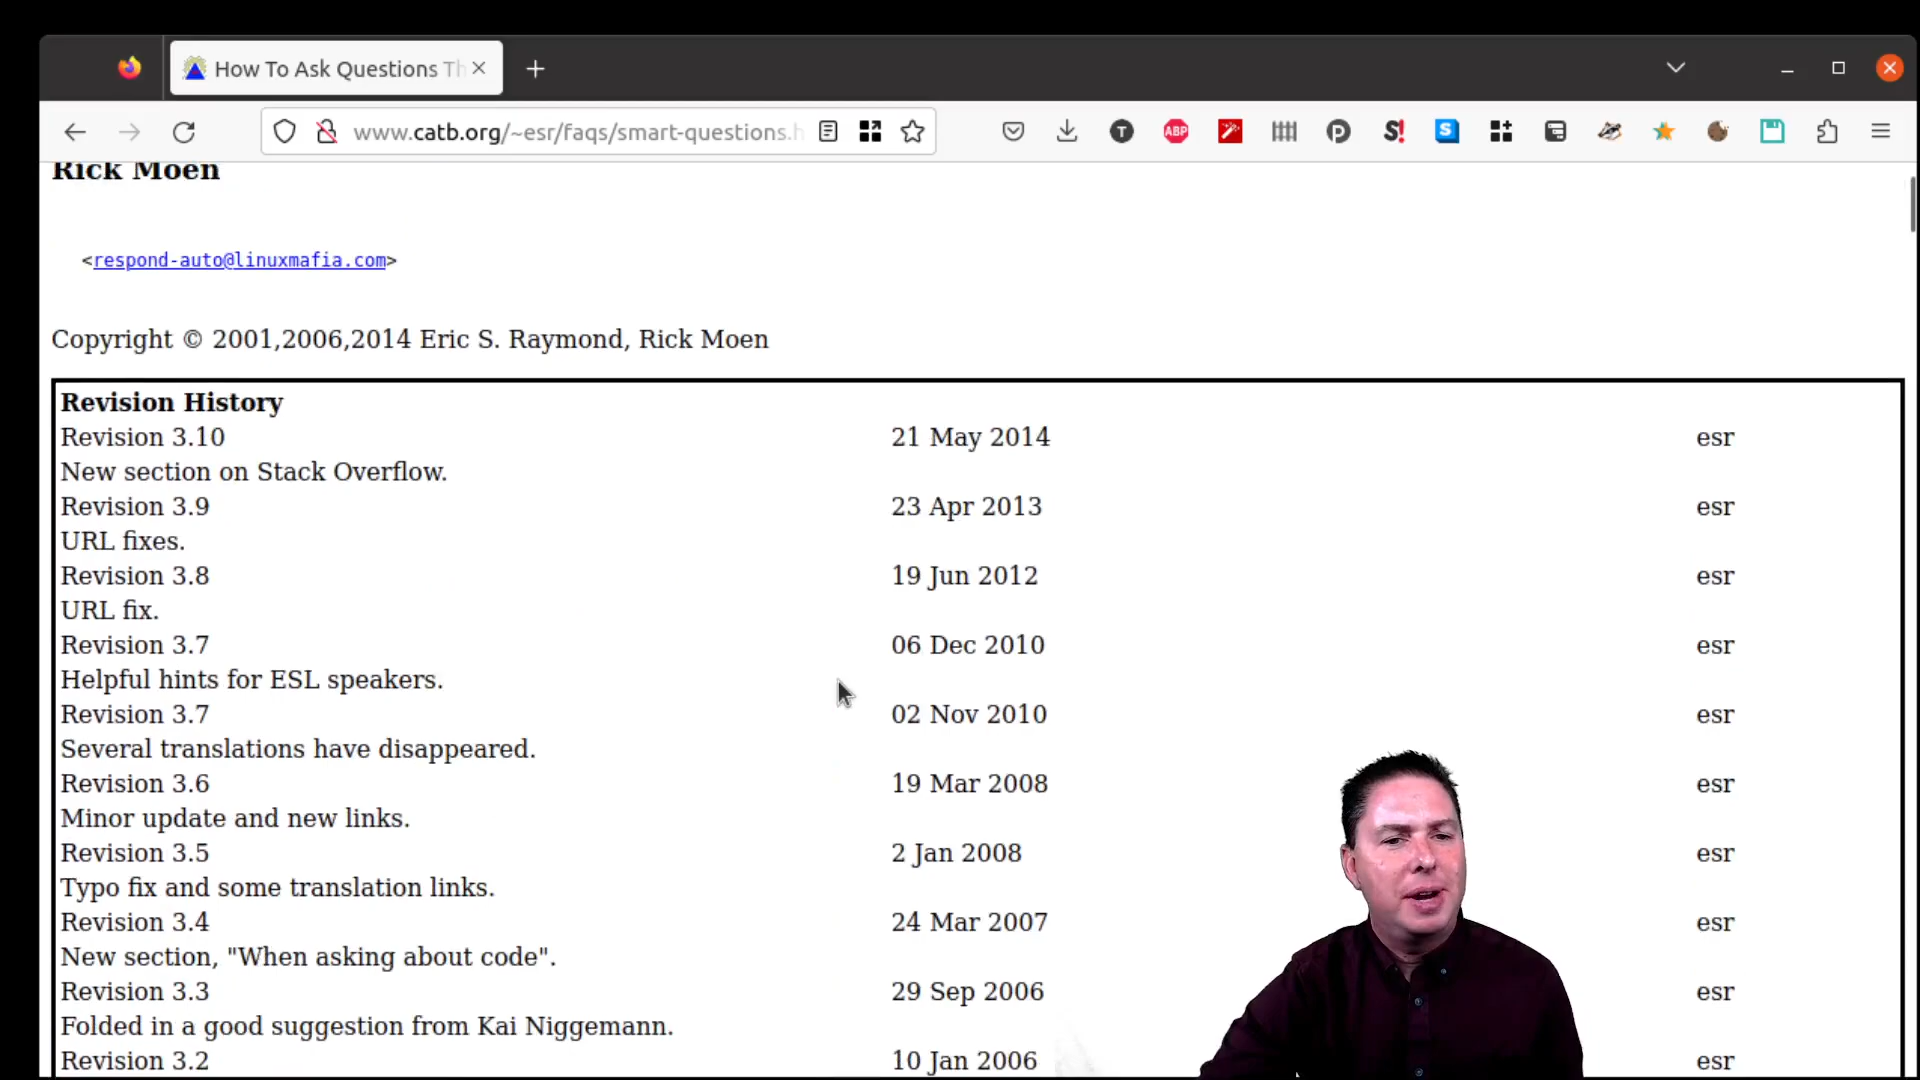 How To Ask Questions Th
www.catb.org/~esr/faqs/smart-questions.h
T
ABP
S!
S
Rick Moen
<respond-auto@linuxmafia.com>
Copyright © 2001,2006,2014 Eric S. Raymond, Rick Moen
Revision History
Revision 3.10 21 May 2014 esr
New section on Stack Overflow.
Revision 3.9 23 Apr 2013 esr
URL fixes.
Revision 3.8 19 Jun 2012 esr
URL fix.
Revision 3.7 06 Dec 2010 esr
Helpful hints for ESL speakers.
Revision 3.7 02 Nov 2010 esr
Several translations have disappeared.
Revision 3.6 19 Mar 2008 esr
Minor update and new links.
Revision 3.5 2 Jan 2008 esr
Typo fix and some translation links.
Revision 3.4 24 Mar 2007 esr
New section, "When asking about code".
Revision 3.3 29 Sep 2006 esr
Folded in a good suggestion from Kai Niggemann.
Revision 3.2 10 Jan 2006 esr